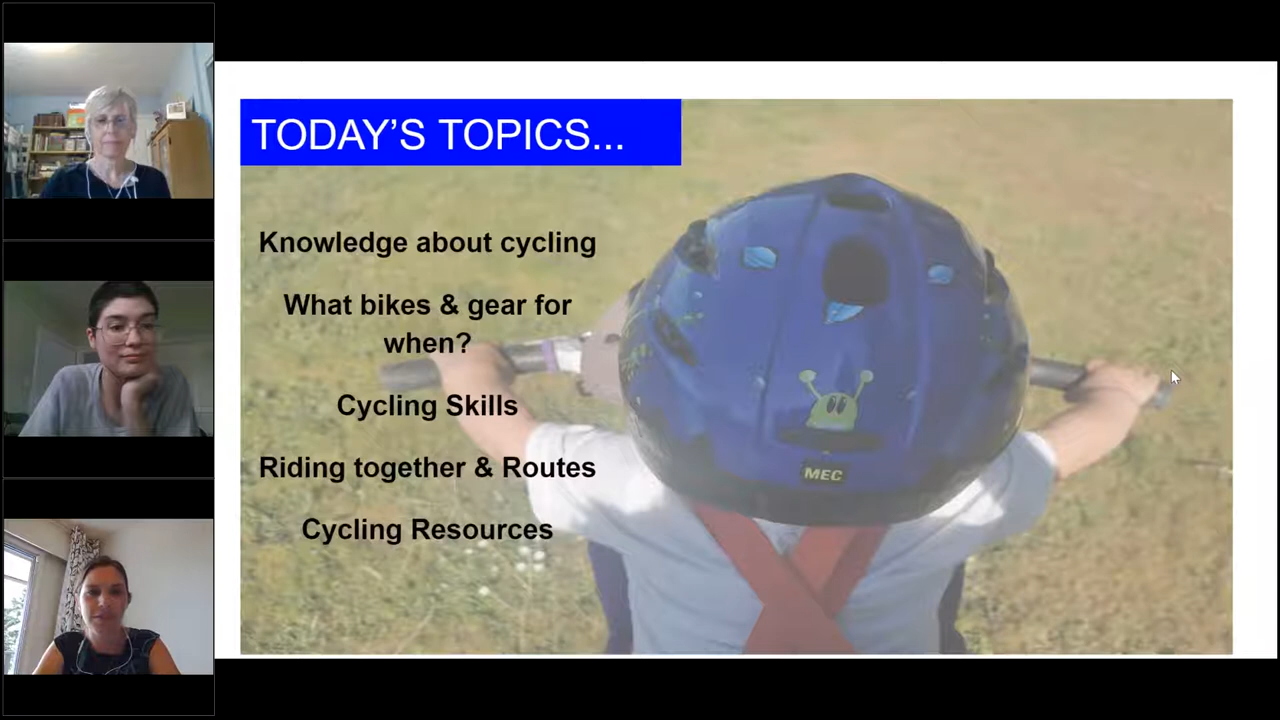 TODAY'S TOPICS...
Knowledge about cycling
What bikes & gear for
when?
Cycling Skills
Riding together & Routes
Cycling Resources
MEC